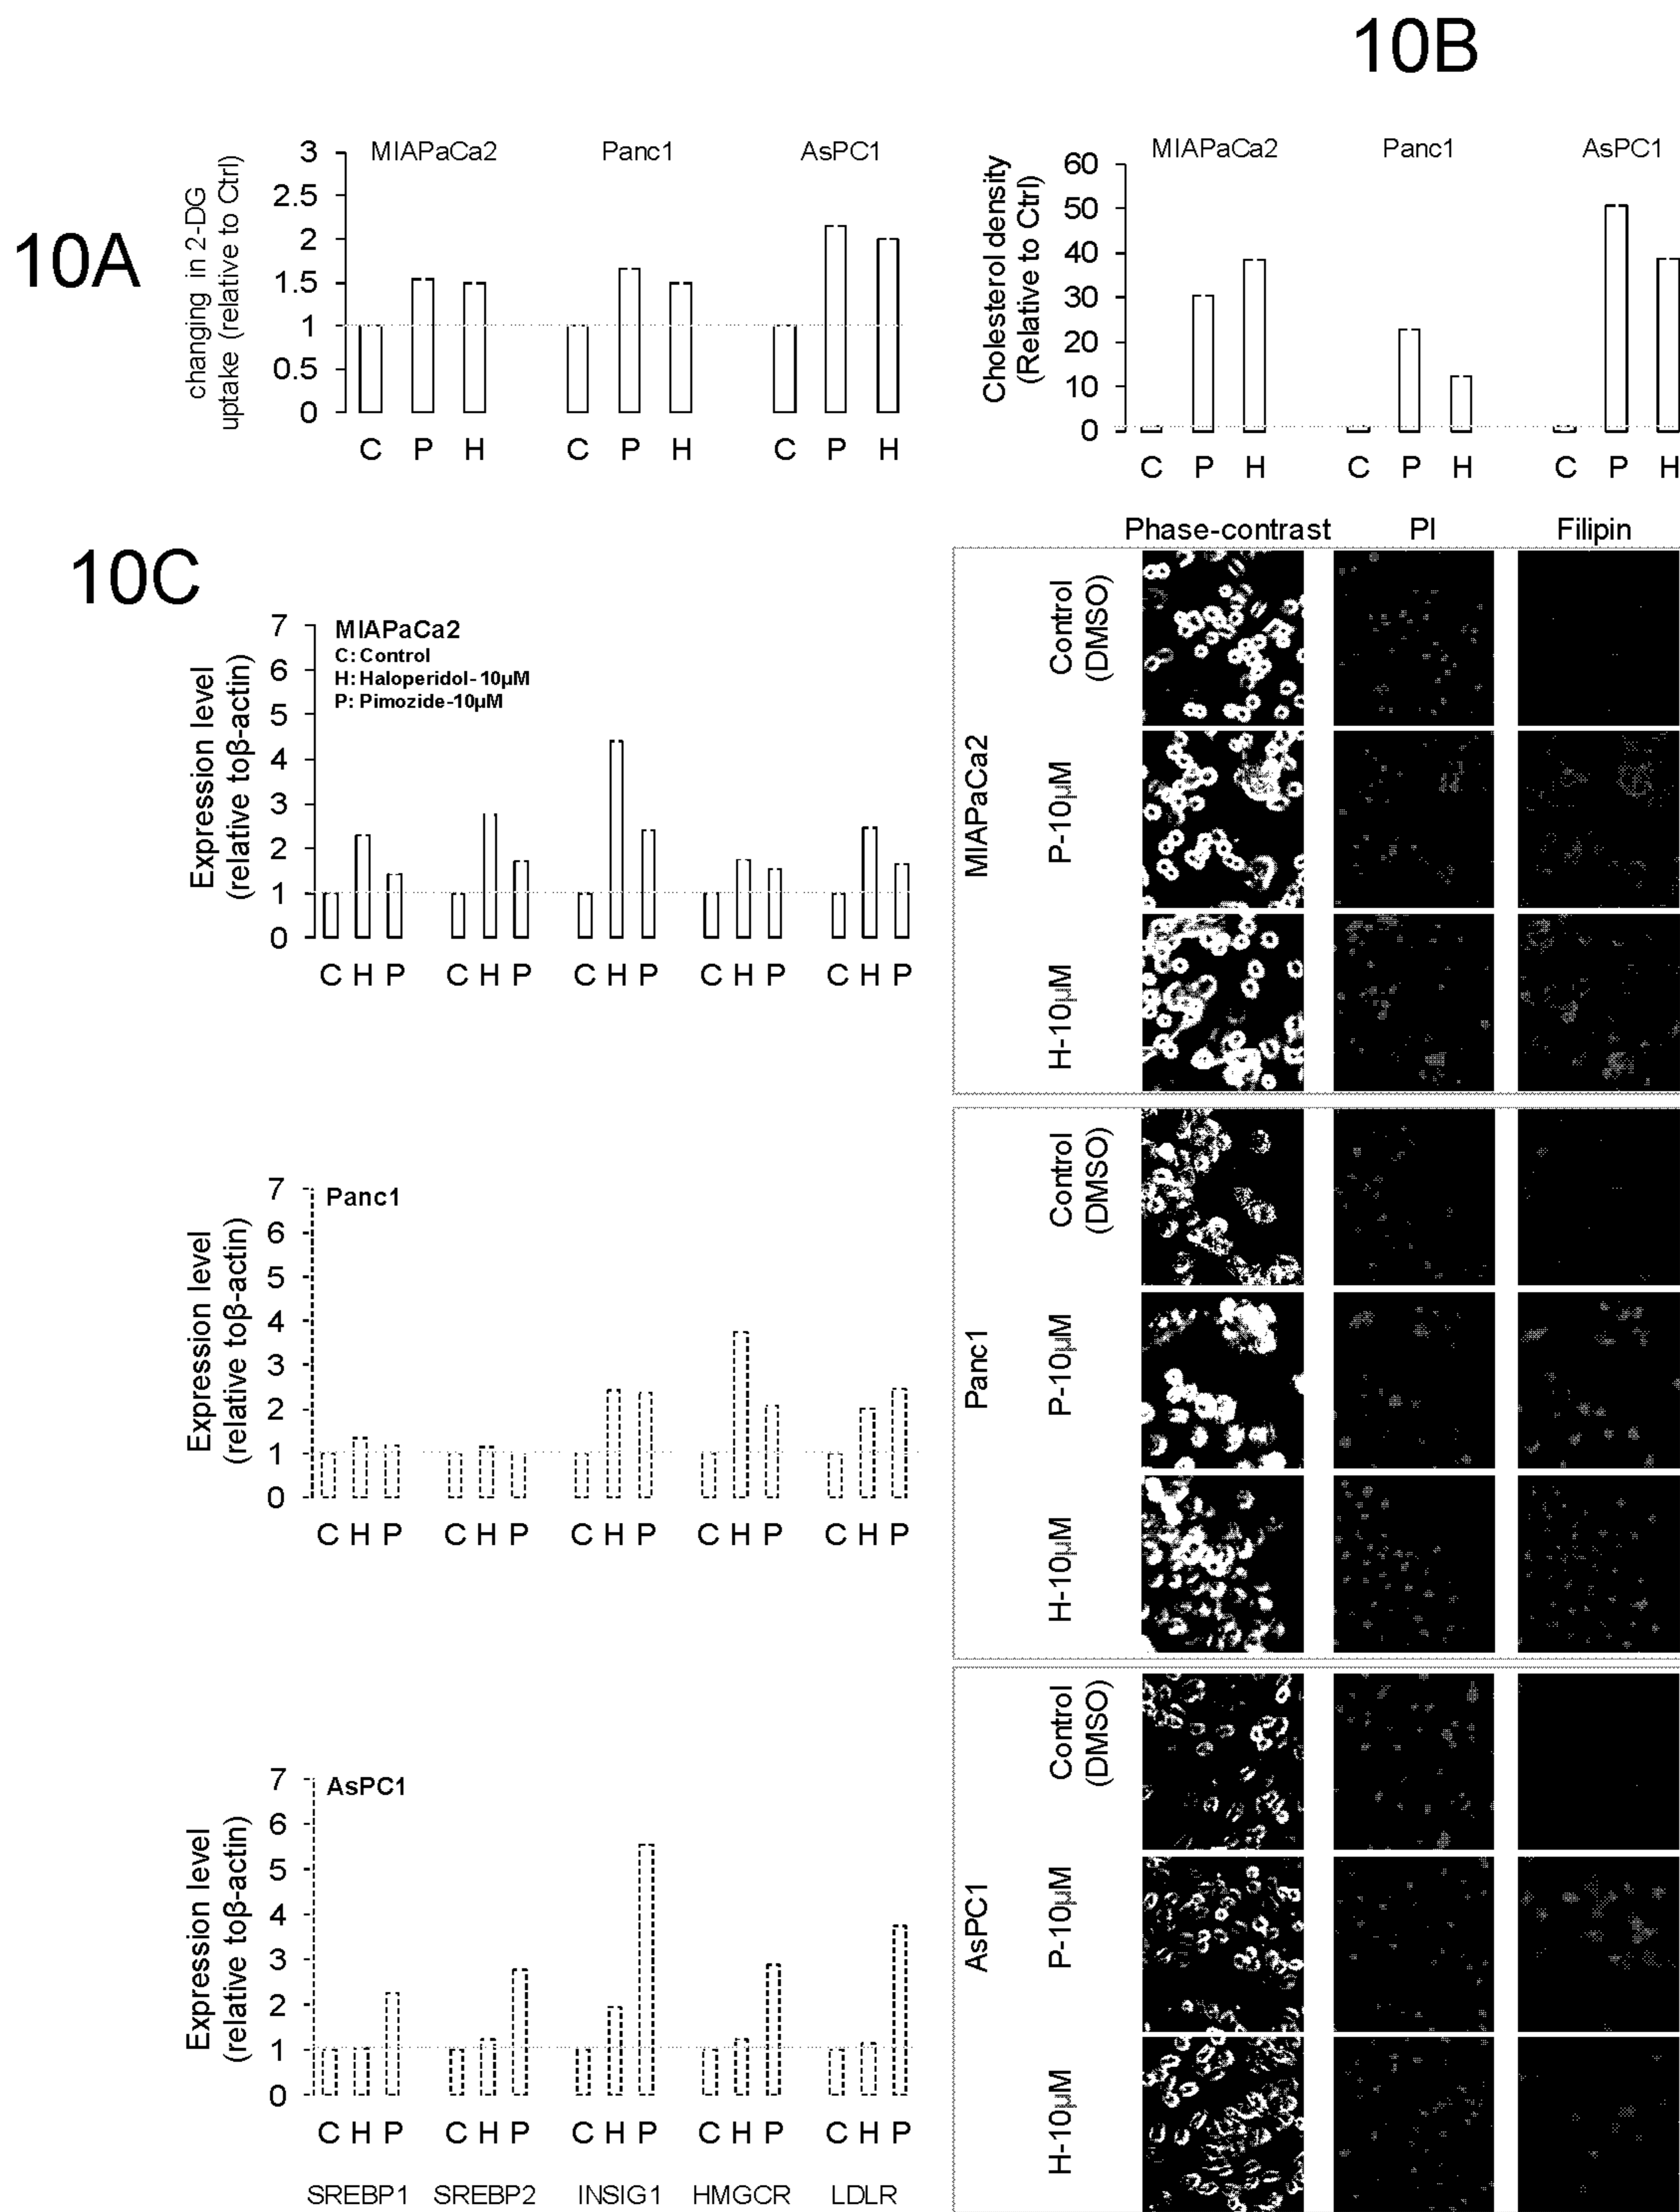 10B
10A
changing in 2-DG
uptake (relative to Ctrl)
3
2.5
2
1.5
1
0.5
0
MIAPaCa2 Panc1 AsPC1
C P H C P H C P H
Cholesterol density
(Relative to Ctrl)
60
50
40
30
20
10
0
MIAPaCa2 Panc1 AsPC1
C P H C P H C P H
10C
Expression level
(relative toβ-actin)
7
6
5
4
3
2
1
0
MIAPaCa2
C: Control
H: Haloperidol-10µM
P: Pimozide-10µM
C H P C H P C H P C H P C H P
Expression level
(relative toβ-actin)
7
6
5
4
3
2
1
0
Panc1
C H P C H P C H P C H P C H P
Expression level
(relative toβ-actin)
7
6
5
4
3
2
1
0
AsPC1
C H P C H P C H P C H P C H P
SREBP1 SREBP2 INSIG1 HMGCR LDLR
Phase-contrast PI Filipin
MIAPaCa2
Control
(DMSO)
P-10µM
H-10µM
Panc1
Control
(DMSO)
P-10µM
H-10µM
AsPC1
Control
(DMSO)
P-10µM
H-10µM